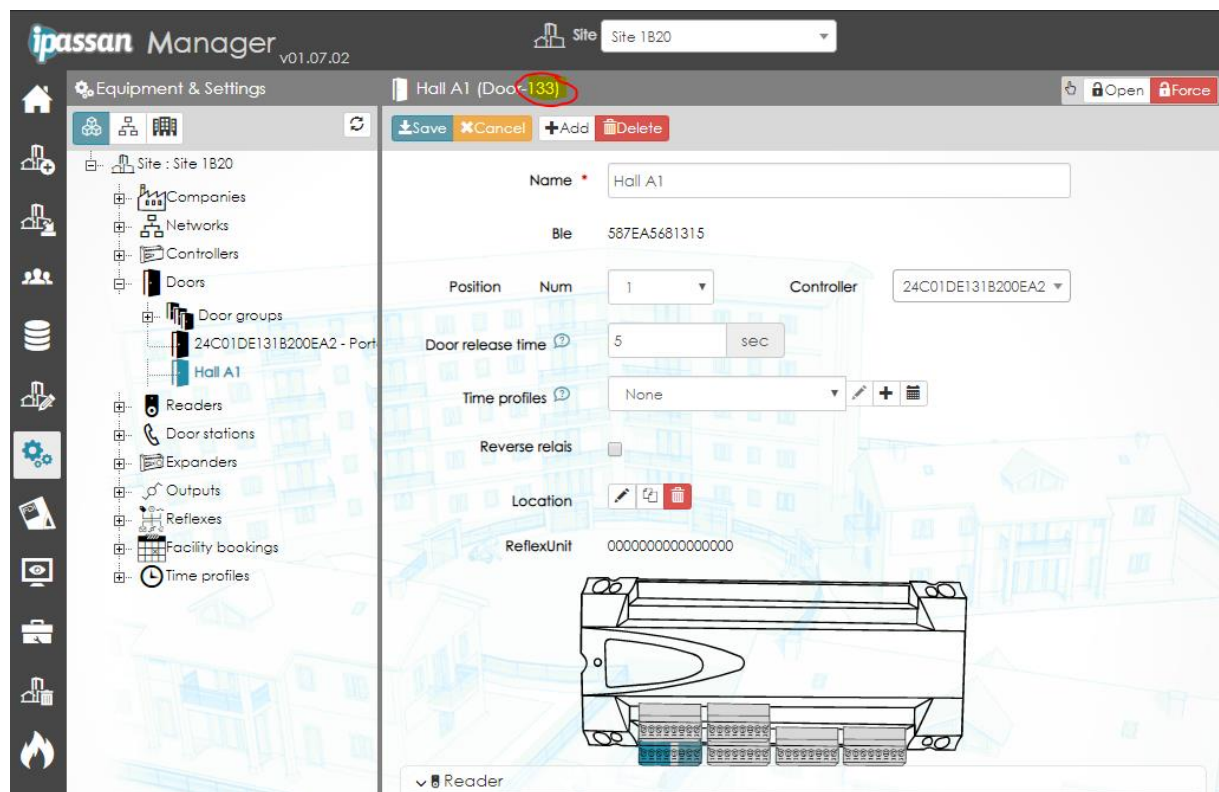 ipassan Manager v01.07.02
Site Site 1B20
Equipment & Settings
Hall A1 (Door-133)
Open Force
Save Cancel Add Delete
Site : Site 1B20
Companies
Networks
Controllers
Doors
Door groups
24C01DE131B200EA2 - Port
Hall A1
Readers
Door stations
Expanders
Outputs
Reflexes
Facility bookings
Time profiles
Name * Hall A1
Ble 587EA5681315
Position Num 1 Controller 24C01DE131B200EA2
Door release time 5 sec
Time profiles None
Reverse relais
Location
ReflexUnit 0000000000000000
Reader